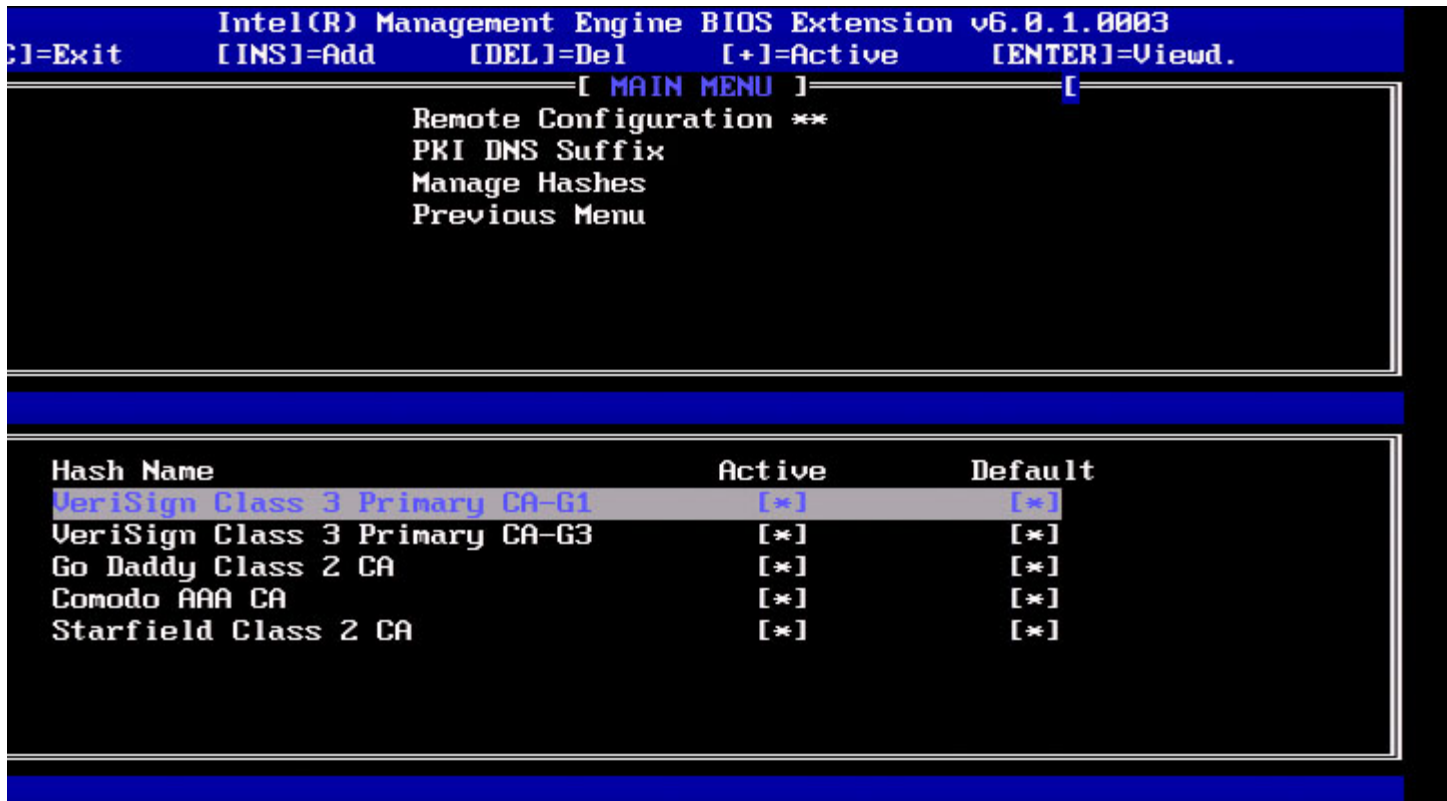 Intel(R) Management Engine BIOS Extension v6.0.1.0003
C]=Exit [INS]=Add [DEL]=Del [+]=Active [ENTER]=Viewd.
[ MAIN MENU ] [
Remote Configuration **
PKI DNS Suffix
Manage Hashes
Previous Menu
Hash Name Active Default
VeriSign Class 3 Primary CA-G1 [*] [*]
VeriSign Class 3 Primary CA-G3 [*] [*]
Go Daddy Class 2 CA [*] [*]
Comodo AAA CA [*] [*]
Starfield Class 2 CA [*] [*]